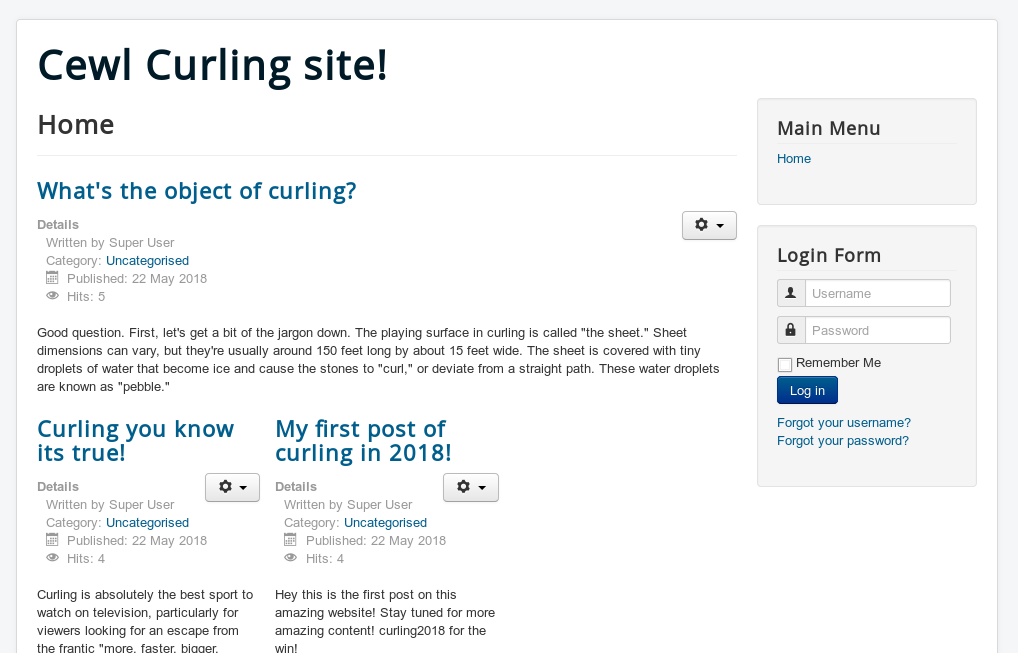 Cewl Curling site!
Home
What's the object of curling?
Details
Written by Super User
Category: Uncategorised
Published: 22 May 2018
Hits: 5
Good question. First, let's get a bit of the jargon down. The playing surface in curling is called "the sheet." Sheet
dimensions can vary, but they're usually around 150 feet long by about 15 feet wide. The sheet is covered with tiny
droplets of water that become ice and cause the stones to "curl," or deviate from a straight path. These water droplets
are known as "pebble."
Curling you know
its true!
Details
Written by Super User
Category: Uncategorised
Published: 22 May 2018
Hits: 4
Curling is absolutely the best sport to
watch on television, particularly for
viewers looking for an escape from
the frantic "more, faster, bigger,
My first post of
curling in 2018!
Details
Written by Super User
Category: Uncategorised
Published: 22 May 2018
Hits: 4
Hey this is the first post on this
amazing website! Stay tuned for more
amazing content! curling2018 for the
win!
Main Menu
Home
Login Form
Username
Password
Remember Me
Log in
Forgot your username?
Forgot your password?